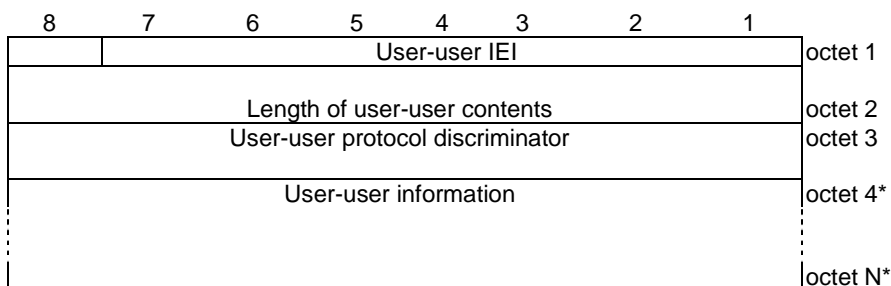 8 7 6 5 4 3 2 1
User-user IEI octet 1
Length of user-user contents octet 2
User-user protocol discriminator octet 3
User-user information octet 4*
octet N*